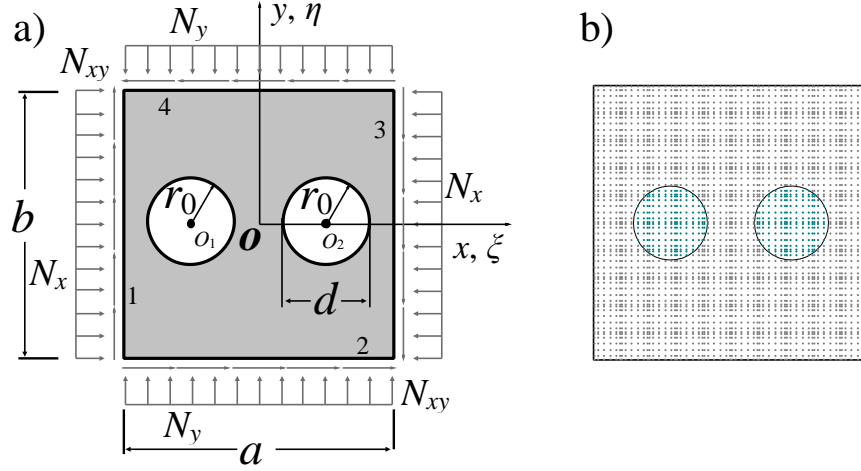 a)
N_y
y, η
b)
N_xy
4
3
r_0
r_0
N_x
b
O_1
o
O_2
x, ξ
N_x
1
d
2
N_y
N_xy
a